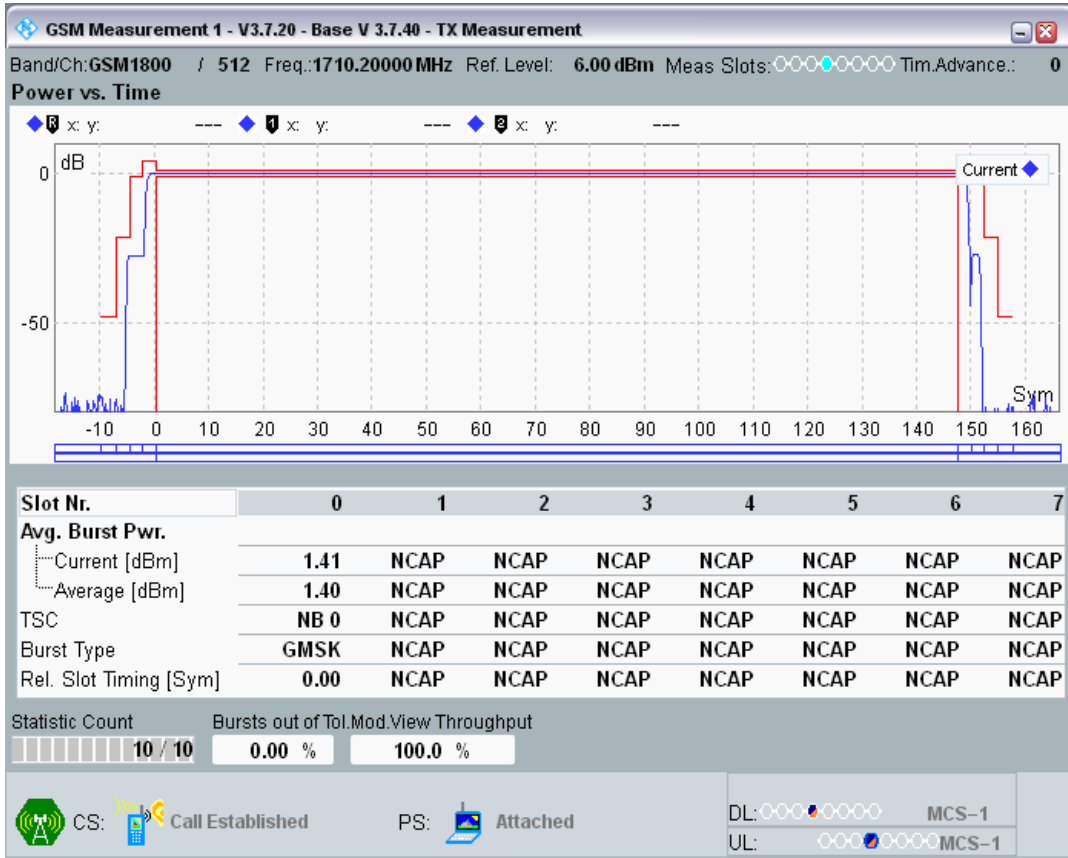 GSM Measurement 1 - V3.7.20 - Base V 3.7.40 - TX Measurement
Band/Ch:GSM1800 / 512 Freq.:1710.20000 MHz Ref. Level: 6.00 dBm Meas Slots: Tim.Advance.: 0
Power vs. Time
R x: y: --- 1 x: y: --- 2 x: y: ---
dB
Current
0
-50
Sym
-10 0 10 20 30 40 50 60 70 80 90 100 110 120 130 140 150 160
Slot Nr. 0 1 2 3 4 5 6 7
Avg. Burst Pwr.
Current [dBm] 1.41 NCAP NCAP NCAP NCAP NCAP NCAP NCAP
Average [dBm] 1.40 NCAP NCAP NCAP NCAP NCAP NCAP NCAP
TSC NB 0 NCAP NCAP NCAP NCAP NCAP NCAP NCAP
Burst Type GMSK NCAP NCAP NCAP NCAP NCAP NCAP NCAP
Rel. Slot Timing [Sym] 0.00 NCAP NCAP NCAP NCAP NCAP NCAP NCAP
Statistic Count Bursts out of Tol.Mod.View Throughput
10 / 10 0.00 % 100.0 %
CS: Call Established PS: Attached
DL: MCS-1
UL: MCS-1